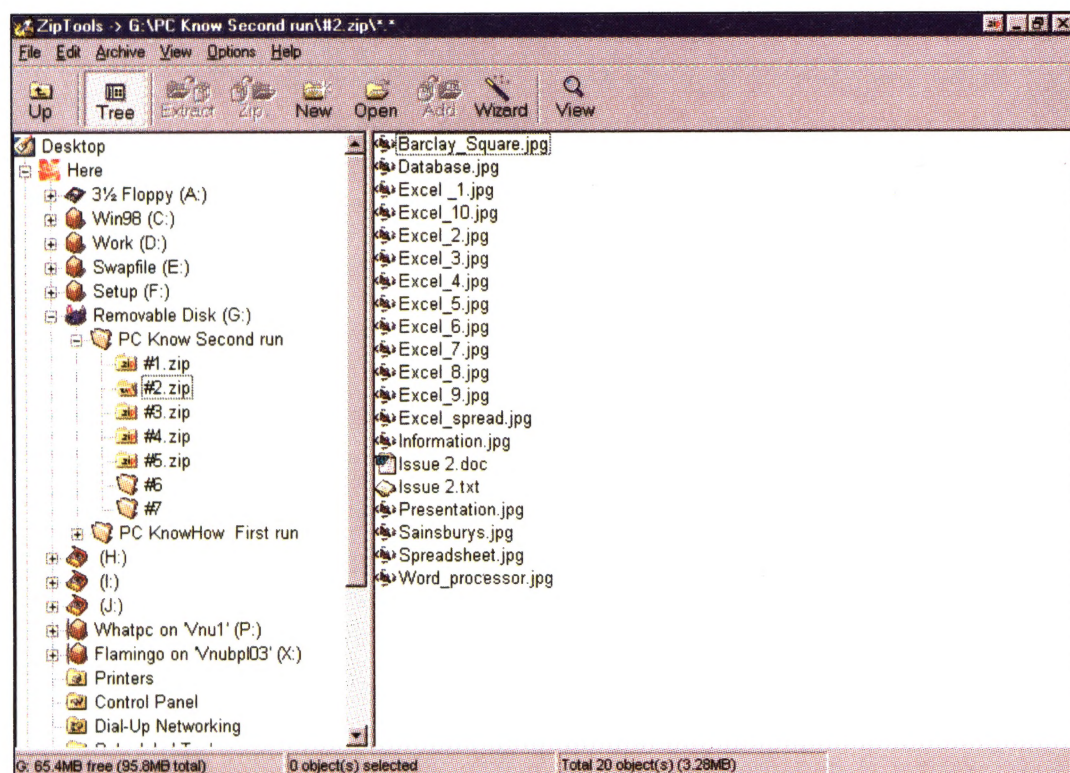 ZipTools -> G:\PC Know Second run\#2.zip\*.*
File Edit Archive View Options Help
Up Tree Extract Zip New Open Add Wizard View
Desktop
Here
3½ Floppy (A:)
Win98 (C:)
Work (D:)
Swapfile (E:)
Setup (F:)
Removable Disk (G:)
PC Know Second run
#1.zip
#2.zip
#3.zip
#4.zip
#5.zip
#6
#7
PC KnowHow First run
(H:)
(I:)
(J:)
Whatpc on 'Vnu1' (P:)
Flamingo on 'Vnubpl03' (X:)
Printers
Control Panel
Dial-Up Networking
Barclay_Square.jpg
Database.jpg
Excel _1.jpg
Excel_10.jpg
Excel_2.jpg
Excel_3.jpg
Excel_4.jpg
Excel_5.jpg
Excel_6.jpg
Excel_7.jpg
Excel_8.jpg
Excel_9.jpg
Excel_spread.jpg
Information.jpg
Issue 2.doc
Issue 2.txt
Presentation.jpg
Sainsburys.jpg
Spreadsheet.jpg
Word_processor.jpg
G: 65.4MB free (95.8MB total) 0 object(s) selected Total 20 object(s) (3.28MB)